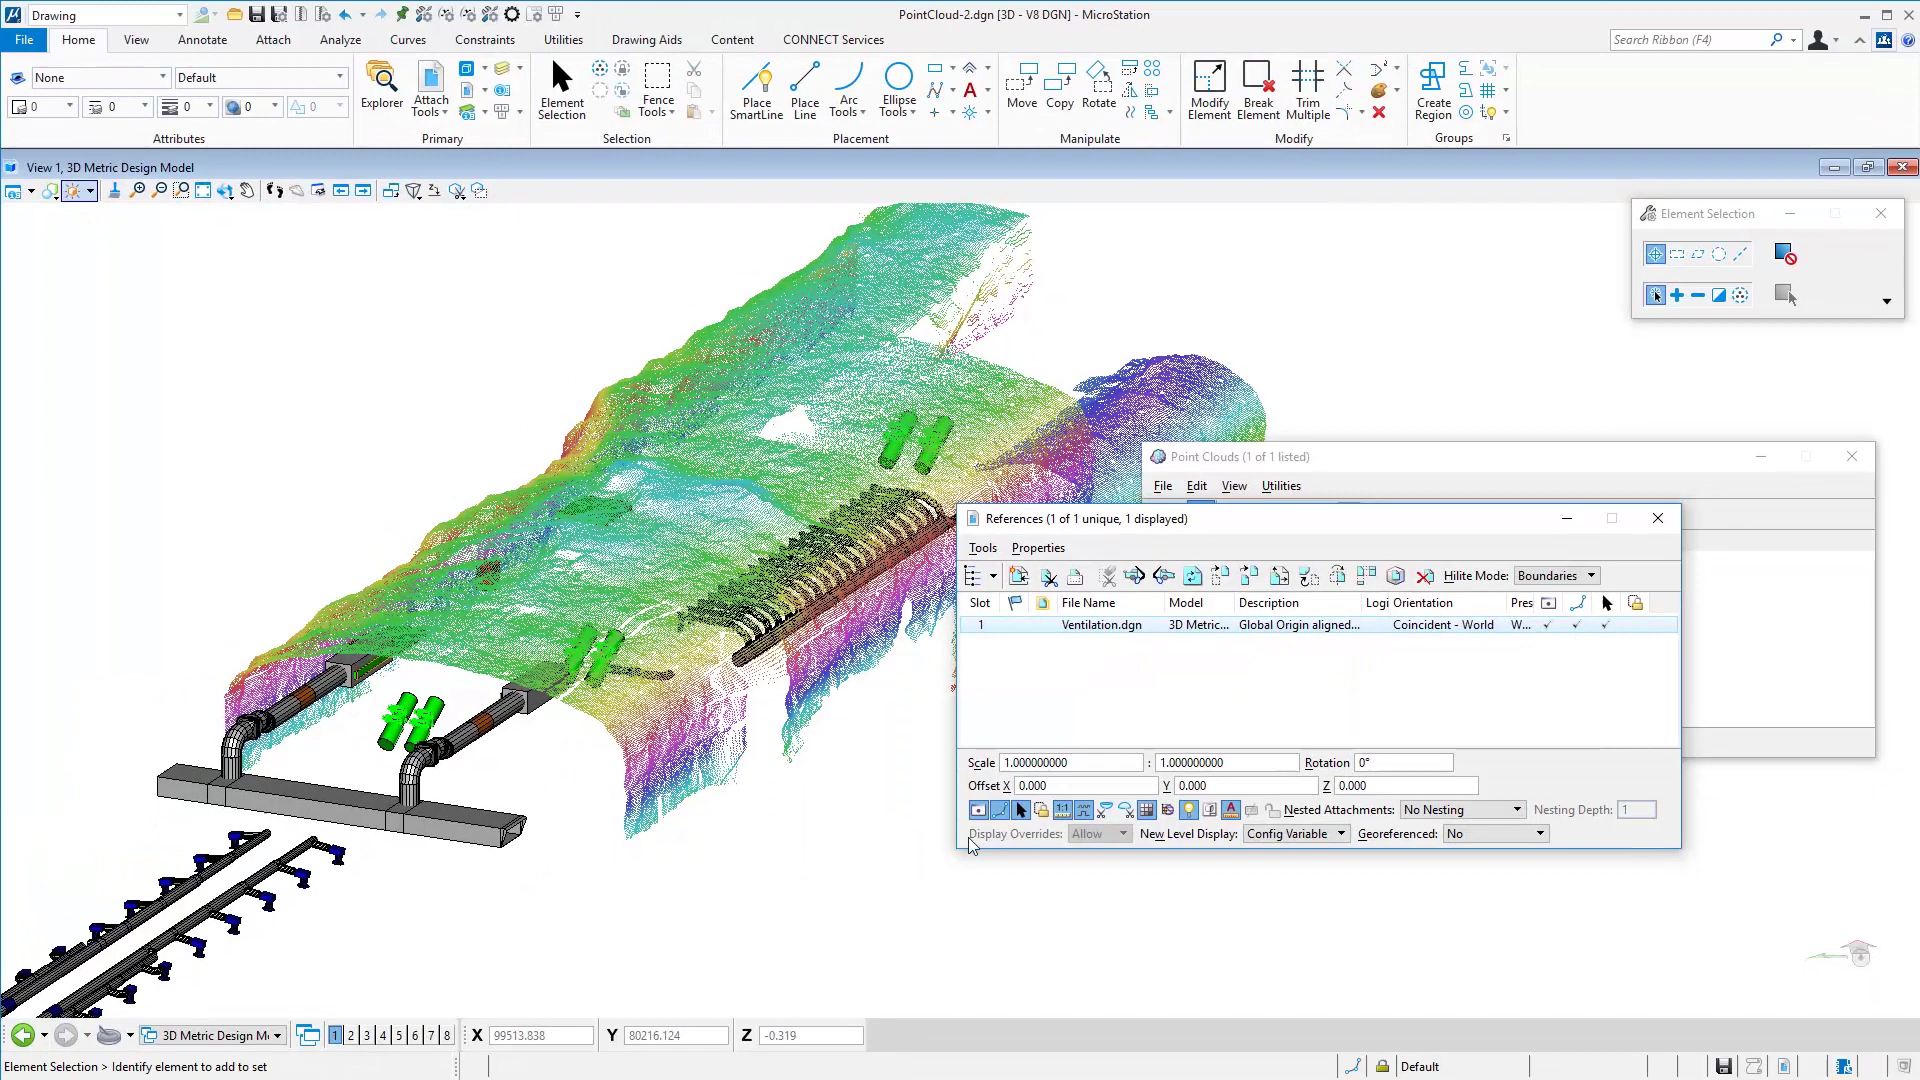 Drawing
PointCloud-2.dgn [3D - V8 DGN] - MicroStation
File Home View Annotate Attach Analyze Curves Constraints Utilities Drawing Aids Content CONNECT Services
Search Ribbon (F4)
None Default
0 0 0 0 0
Explorer
Attach Tools
Element Selection
Fence Tools
Place SmartLine
Place Line
Arc Tools
Ellipse Tools
Move Copy Rotate
Modify Element
Break Element
Trim Multiple
Create Region
Attributes Primary Selection Placement Manipulate Modify Groups
View 1, 3D Metric Design Model
Element Selection
Point Clouds (1 of 1 listed)
File Edit View Utilities
References (1 of 1 unique, 1 displayed)
Tools Properties
Hilite Mode: Boundaries
Slot File Name Model Description Logi Orientation Pres
1 Ventilation.dgn 3D Metric... Global Origin aligned... Coincident - World W...
Scale 1.000000000 : 1.000000000 Rotation 0°
Offset X 0.000 Y 0.000 Z 0.000
1:1 A Nested Attachments: No Nesting Nesting Depth: 1
Display Overrides: Allow New Level Display: Config Variable Georeferenced: No
3D Metric Design M 1 2 3 4 5 6 7 8 X 99513.838 Y 80216.124 Z -0.319
Element Selection > Identify element to add to set Default